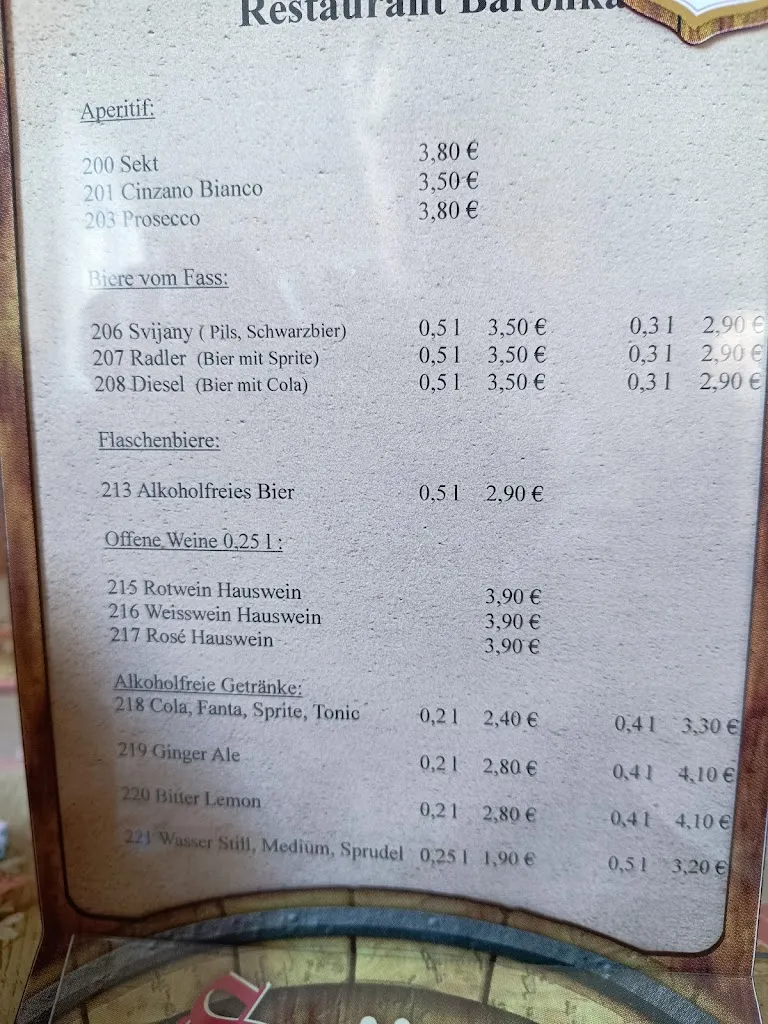 Restaurant Baronka
Aperitif:
200 Sekt 3,80 €
201 Cinzano Bianco 3,50 €
203 Prosecco 3,80 €
Biere vom Fass:
206 Svijany ( Pils, Schwarzbier) 0,5 l 3,50 € 0,3 l 2,90 €
207 Radler (Bier mit Sprite) 0,5 l 3,50 € 0,3 l 2,90 €
208 Diesel (Bier mit Cola) 0,5 l 3,50 € 0,3 l 2,90 €
Flaschenbiere:
213 Alkoholfreies Bier 0,5 l 2,90 €
Offene Weine 0,25 l :
215 Rotwein Hauswein 3,90 €
216 Weisswein Hauswein 3,90 €
217 Rosé Hauswein 3,90 €
Alkoholfreie Getränke:
218 Cola, Fanta, Sprite, Tonic 0,2 l 2,40 € 0,4 l 3,30 €
219 Ginger Ale 0,2 l 2,80 € 0,4 l 4,10 €
220 Bitter Lemon 0,2 l 2,80 € 0,4 l 4,10 €
221 Wasser Still, Medium, Sprudel 0,25 l 1,90 € 0,5 l 3,20 €